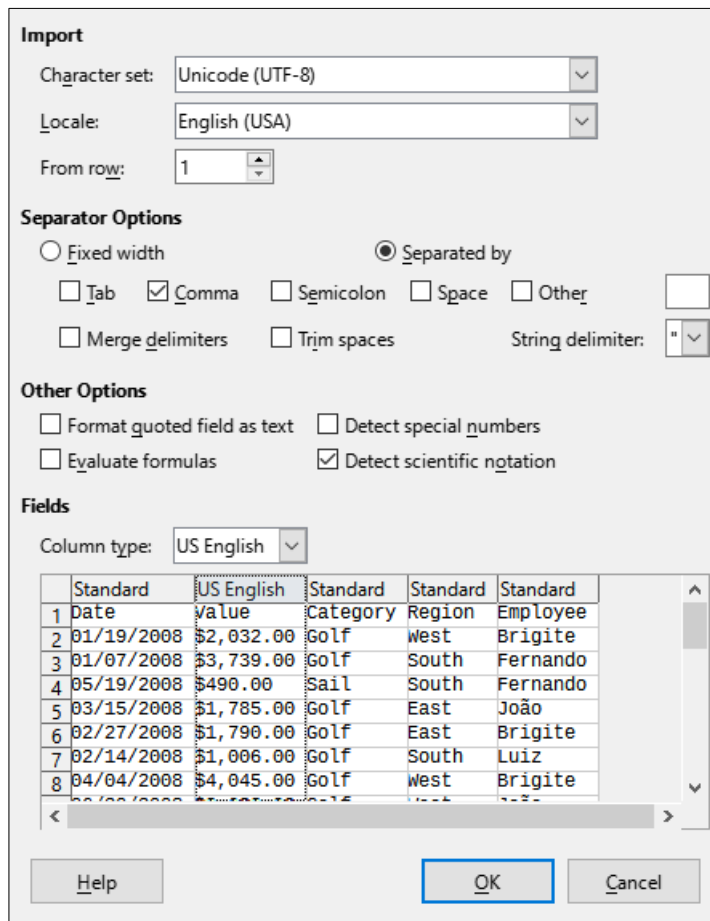 Import
Character set: Unicode (UTF-8)
Locale: English (USA)
From row: 1
Separator Options
Fixed width Separated by
Tab Comma Semicolon Space Other
Merge delimiters Trim spaces String delimiter: "
Other Options
Format quoted field as text Detect special numbers
Evaluate formulas Detect scientific notation
Fields
Column type: US English
Standard US English Standard Standard Standard
1 Date Value Category Region Employee
2 01/19/2008 $2,032.00 Golf West Brigite
3 01/07/2008 $3,739.00 Golf South Fernando
4 05/19/2008 $490.00 Sail South Fernando
5 03/15/2008 $1,785.00 Golf East João
6 02/27/2008 $1,790.00 Golf East Brigite
7 02/14/2008 $1,006.00 Golf South Luiz
8 04/04/2008 $4,045.00 Golf West Brigite
Help OK Cancel